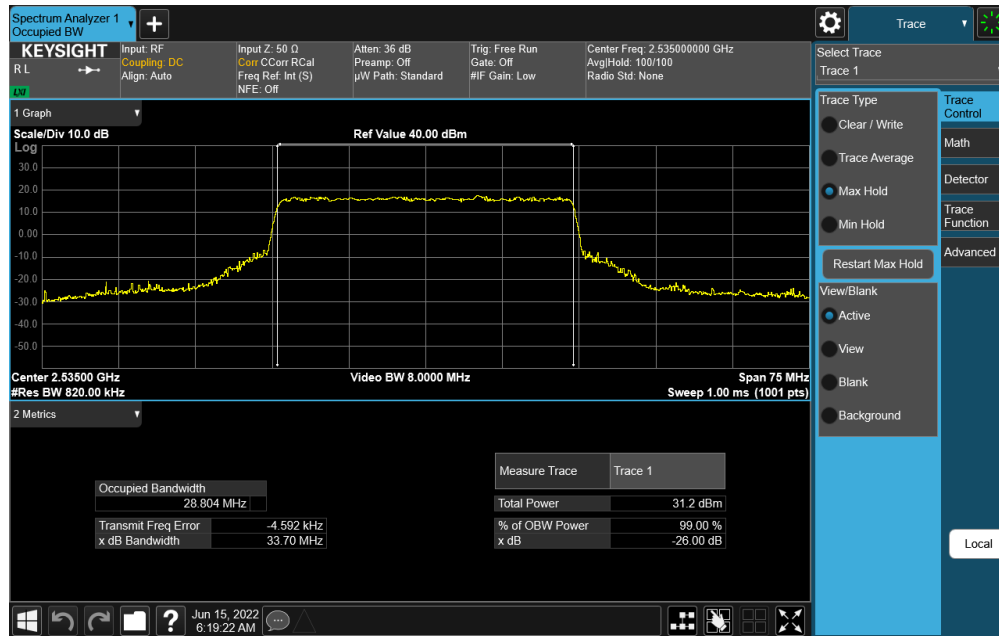 Spectrum Analyzer 1
Occupied BW
Trace
KEYSIGHT
R L
LXI
Input: RF
Coupling: DC
Align: Auto
Input Z: 50 Ω
Corr CCorr RCal
Freq Ref: Int (S)
NFE: Off
Atten: 36 dB
Preamp: Off
µW Path: Standard
Trig: Free Run
Gate: Off
#IF Gain: Low
Center Freq: 2.535000000 GHz
Avg|Hold: 100/100
Radio Std: None
Select Trace
Trace 1
1 Graph
Scale/Div 10.0 dB
Ref Value 40.00 dBm
Log
30.0
20.0
10.0
0.00
-10.0
-20.0
-30.0
-40.0
-50.0
Center 2.53500 GHz
#Res BW 820.00 kHz
Video BW 8.0000 MHz
Span 75 MHz
Sweep 1.00 ms (1001 pts)
Trace Type
Clear / Write
Trace Average
Max Hold
Min Hold
Restart Max Hold
View/Blank
Active
View
Blank
Background
Trace
Control
Math
Detector
Trace
Function
Advanced
Local
2 Metrics
Occupied Bandwidth
28.804 MHz
Transmit Freq Error -4.592 kHz
x dB Bandwidth 33.70 MHz
Measure Trace Trace 1
Total Power 31.2 dBm
% of OBW Power 99.00 %
x dB -26.00 dB
Jun 15, 2022
6:19:22 AM